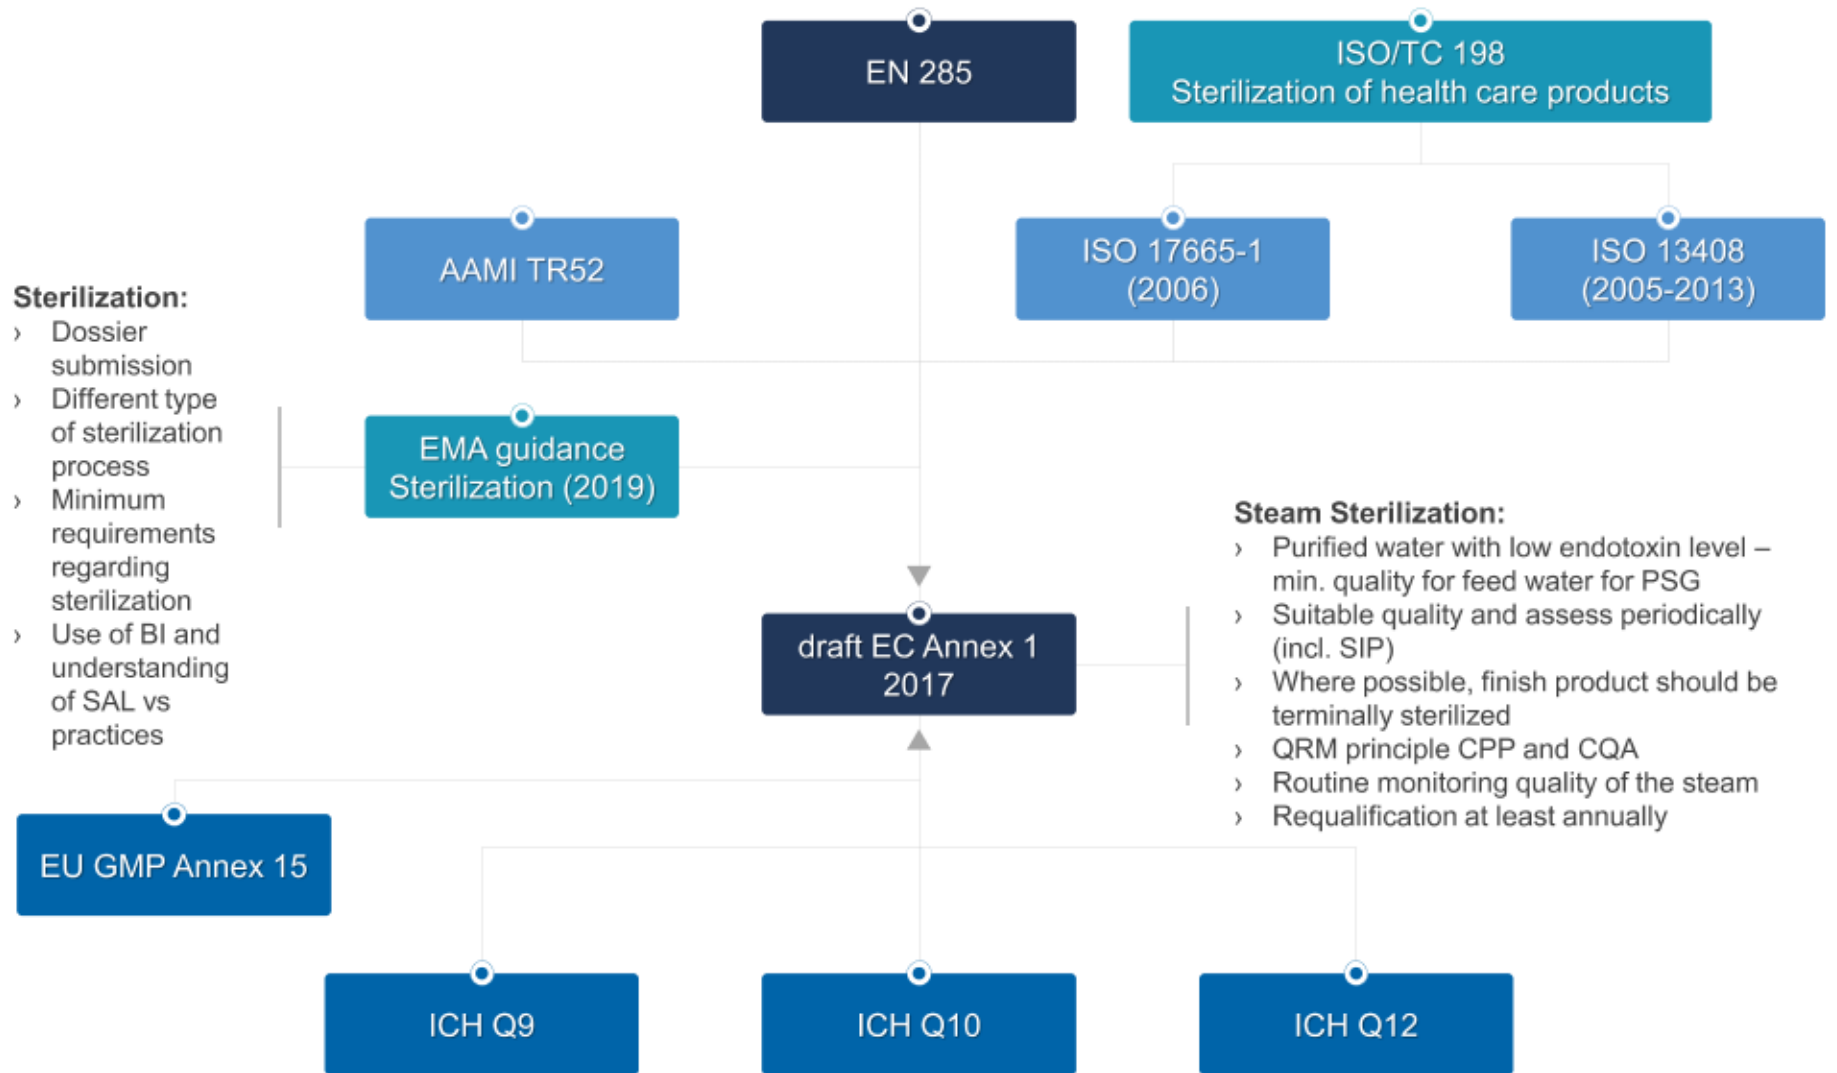 EN 285
ISO/TC 198
Sterilization of health care products
AAMI TR52
ISO 17665-1
(2006)
ISO 13408
(2005-2013)
Sterilization:
› Dossier
submission
› Different type
of sterilization
process
› Minimum
requirements
regarding
sterilization
› Use of BI and
understanding
of SAL vs
practices
EMA guidance
Sterilization (2019)
draft EC Annex 1
2017
Steam Sterilization:
› Purified water with low endotoxin level –
min. quality for feed water for PSG
› Suitable quality and assess periodically
(incl. SIP)
› Where possible, finish product should be
terminally sterilized
› QRM principle CPP and CQA
› Routine monitoring quality of the steam
› Requalification at least annually
EU GMP Annex 15
ICH Q9
ICH Q10
ICH Q12